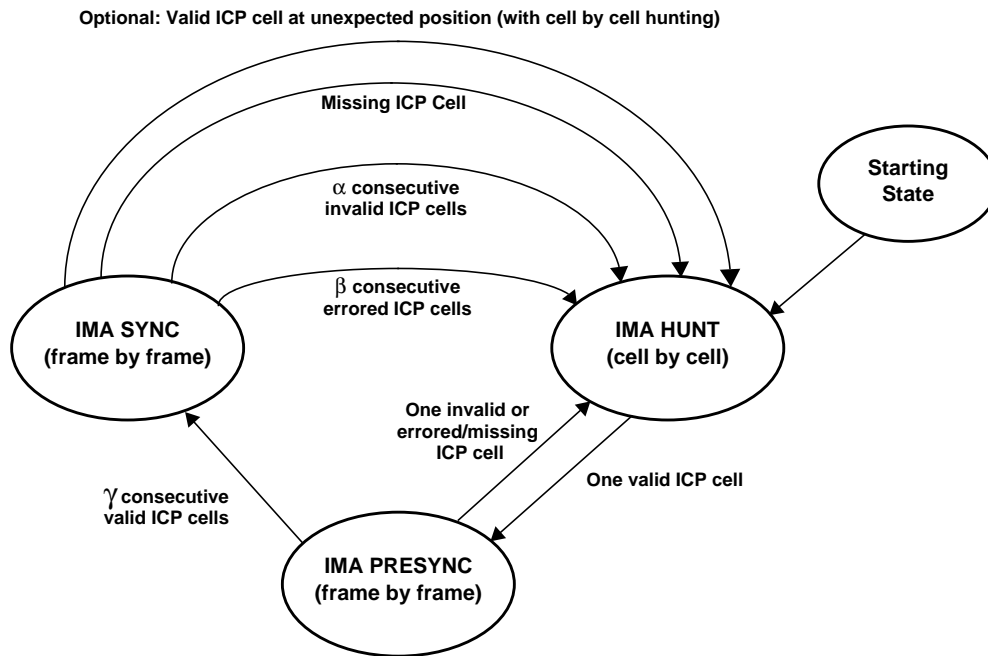 Optional: Valid ICP cell at unexpected position (with cell by cell hunting)
Missing ICP Cell
α consecutive
invalid ICP cells
β consecutive
errored ICP cells
Starting
State
IMA SYNC
(frame by frame)
IMA HUNT
(cell by cell)
One invalid or
errored/missing
ICP cell
One valid ICP cell
γ consecutive
valid ICP cells
IMA PRESYNC
(frame by frame)